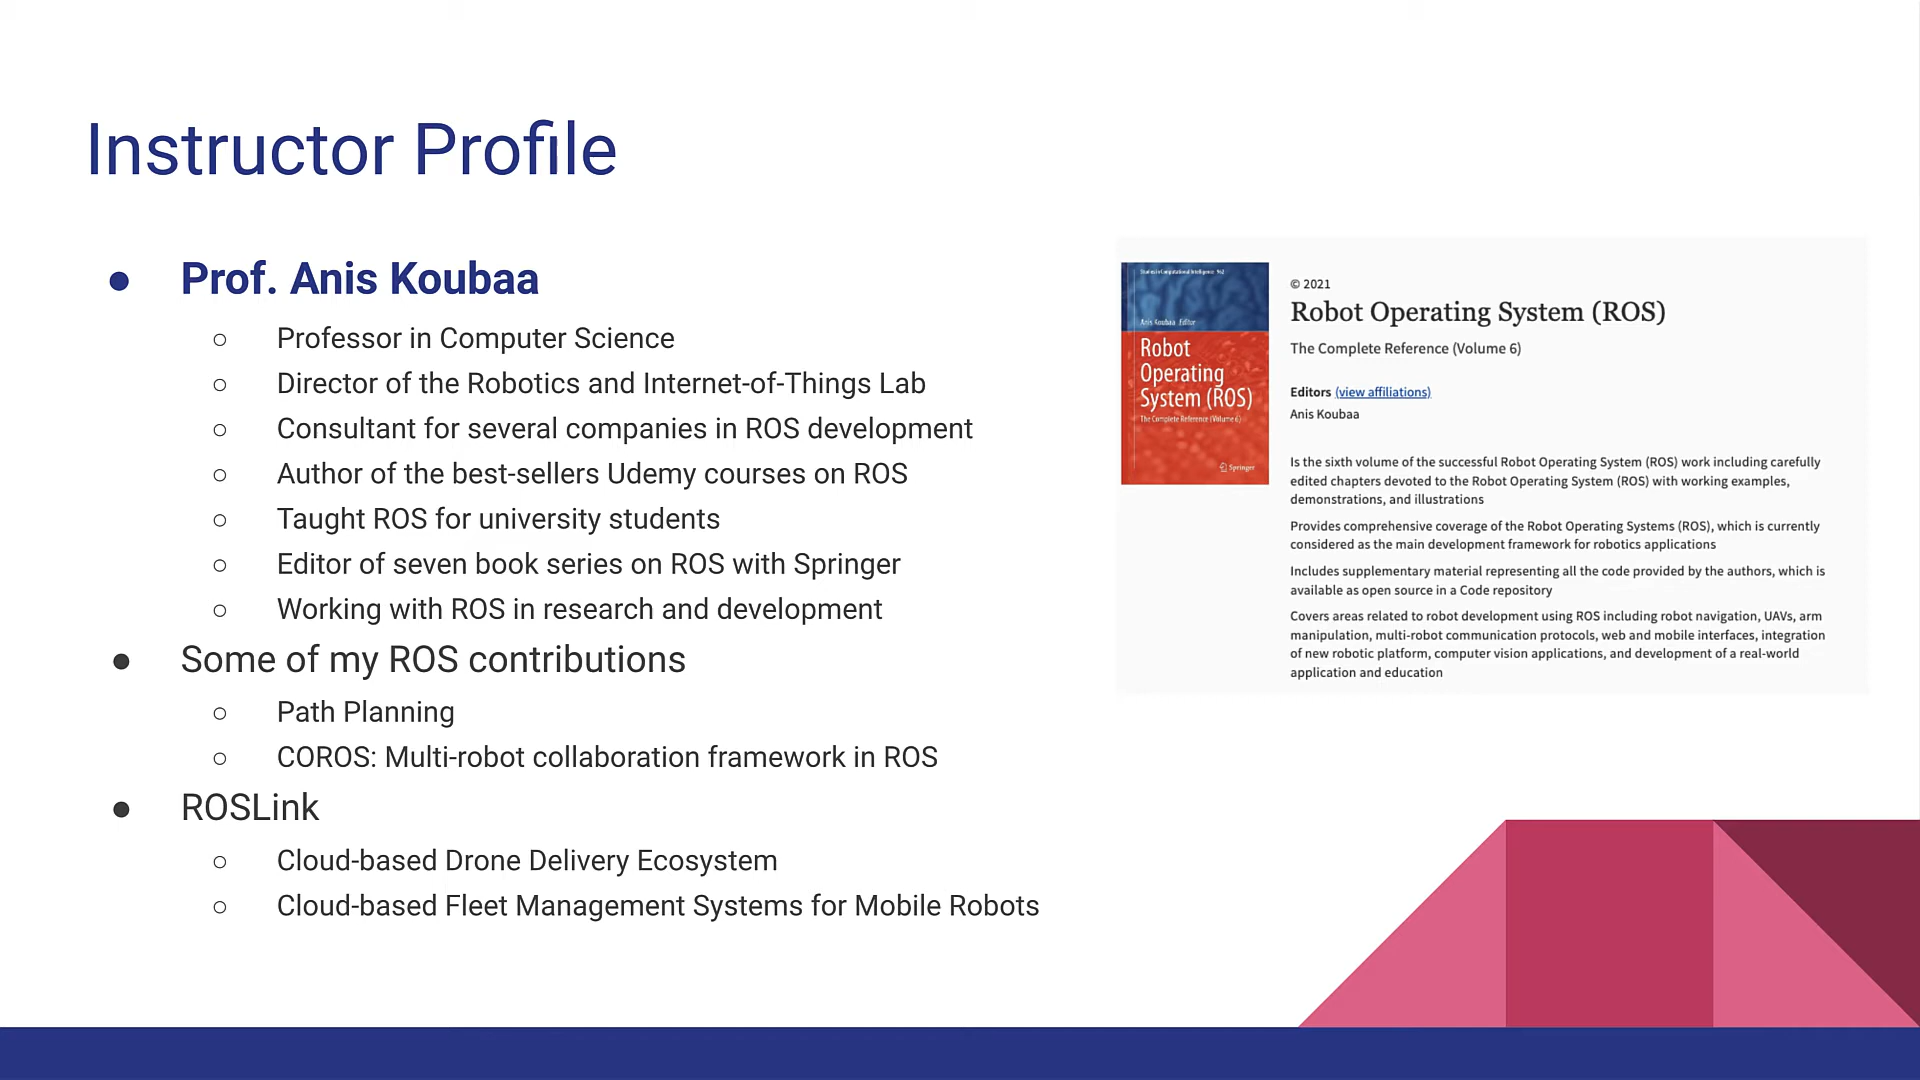 Instructor Profile
Prof. Anis Koubaa
Professor in Computer Science
Director of the Robotics and Internet-of-Things Lab
Consultant for several companies in ROS development
Author of the best-sellers Udemy courses on ROS
Taught ROS for university students
Editor of seven book series on ROS with Springer
Working with ROS in research and development
Some of my ROS contributions
Path Planning
COROS: Multi-robot collaboration framework in ROS
ROSLink
Cloud-based Drone Delivery Ecosystem
Cloud-based Fleet Management Systems for Mobile Robots
Studies in Computational Intelligence 962
Anis Koubaa Editor
Robot
Operating
System (ROS)
The Complete Reference (Volume 6)
Springer
© 2021
Robot Operating System (ROS)
The Complete Reference (Volume 6)
Editors (view affiliations)
Anis Koubaa
Is the sixth volume of the successful Robot Operating System (ROS) work including carefully
edited chapters devoted to the Robot Operating System (ROS) with working examples,
demonstrations, and illustrations
Provides comprehensive coverage of the Robot Operating Systems (ROS), which is currently
considered as the main development framework for robotics applications
Includes supplementary material representing all the code provided by the authors, which is
available as open source in a Code repository
Covers areas related to robot development using ROS including robot navigation, UAVs, arm
manipulation, multi-robot communication protocols, web and mobile interfaces, integration
of new robotic platform, computer vision applications, and development of a real-world
application and education